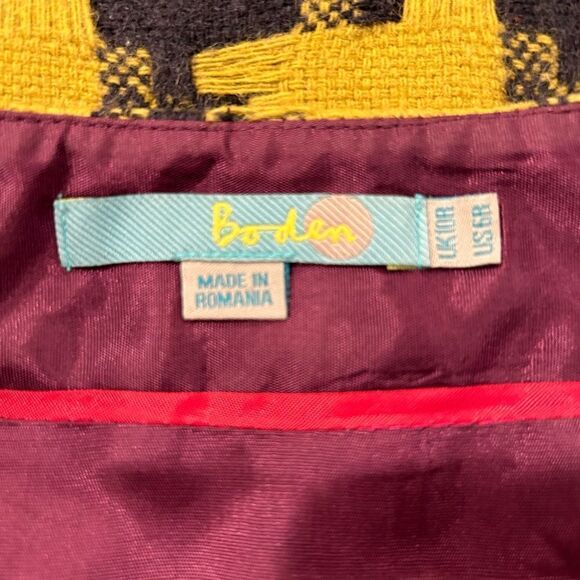 Boden
UK10R
US6R
MADE IN
ROMANIA